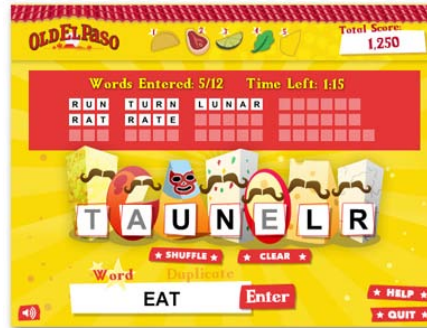 OLD EL PASO
1 2 3 4 5
Total Score:
1,250
Words Entered: 5/12 Time Left: 1:15
RUN TURN LUNAR
RAT RATE
TAUNELR
★ SHUFFLE ★ ★ CLEAR ★
Word Duplicate
EAT Enter
★ HELP ★
★ QUIT ★